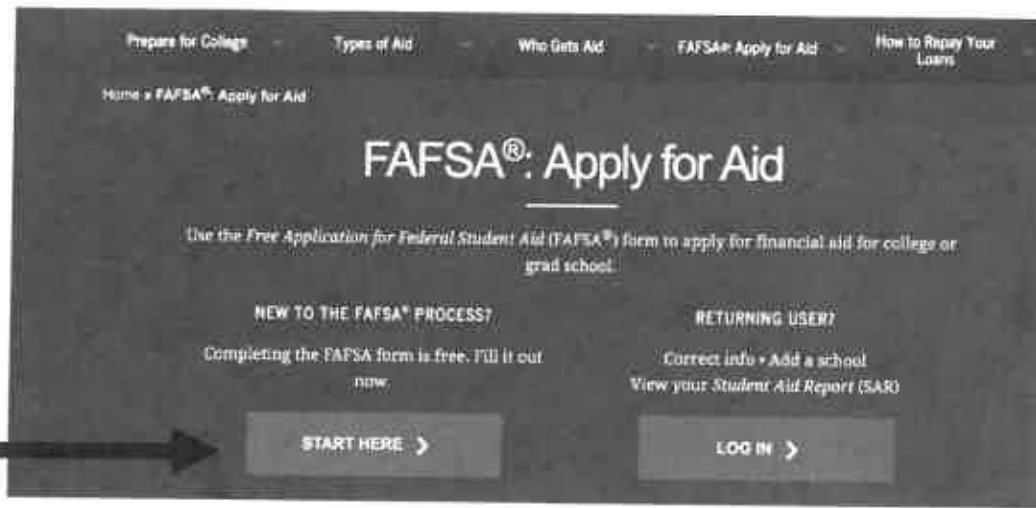 Prepare for College Types of Aid Who Gets Aid FAFSA®: Apply for Aid How to Repay Your
Loans
Home » FAFSA®: Apply for Aid
FAFSA®: Apply for Aid
Use the Free Application for Federal Student Aid (FAFSA®) form to apply for financial aid for college or
grad school.
NEW TO THE FAFSA® PROCESS?
Completing the FAFSA form is free. Fill it out
now.
START HERE ❯
RETURNING USER?
Correct info • Add a school
View your Student Aid Report (SAR)
LOG IN ❯